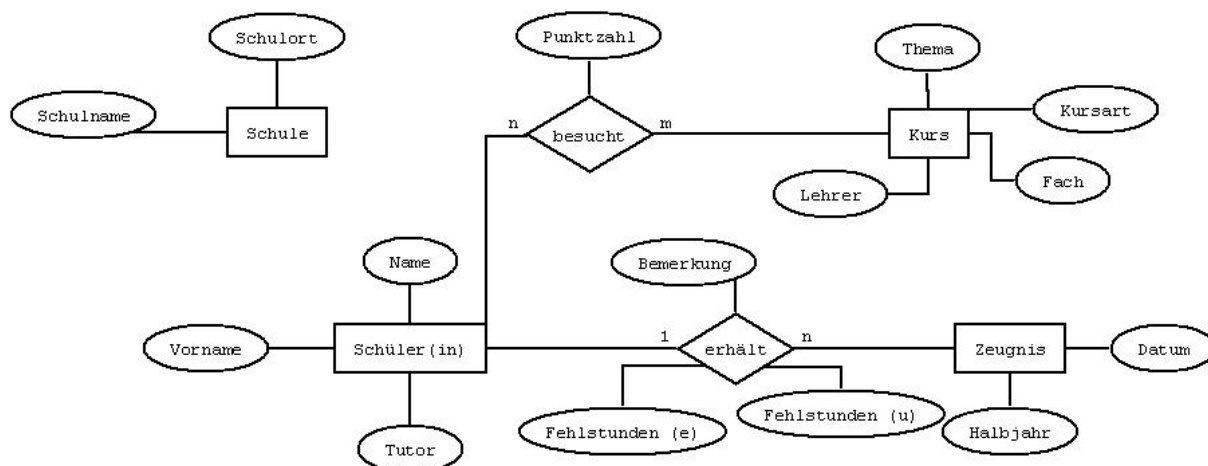 Schulort
Punktzahl
Thema
Schulname
Schule
n
besucht
m
Kurs
Kursart
Lehrer
Fach
Name
Bemerkung
Vorname
Schüler(in)
1
erhält
n
Zeugnis
Datum
Fehlstunden (e)
Fehlstunden (u)
Halbjahr
Tutor